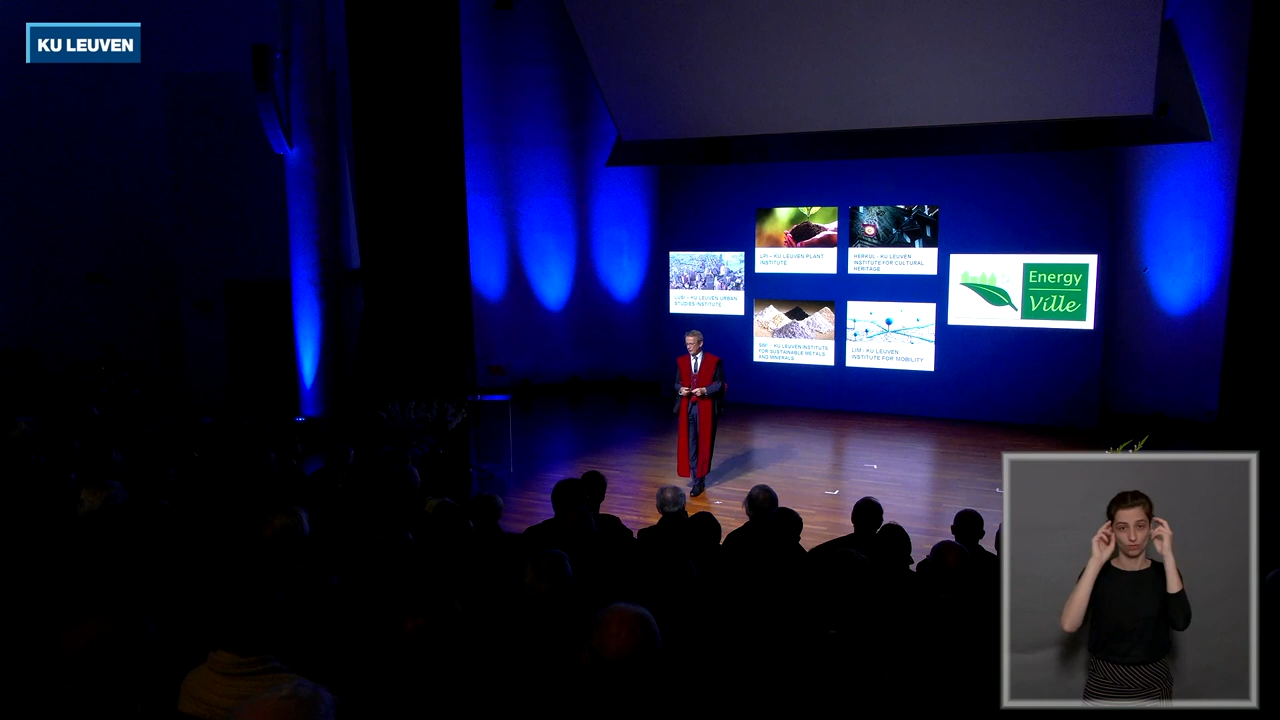 KU LEUVEN
LUSI - KU LEUVEN URBAN
STUDIES INSTITUTE
LPI - KU LEUVEN PLANT
INSTITUTE
HERKUL - KU LEUVEN
INSTITUTE FOR CULTURAL
HERITAGE
SIM² - KU LEUVEN INSTITUTE
FOR SUSTAINABLE METALS
AND MINERALS
LIM - KU LEUVEN
INSTITUTE FOR MOBILITY
Energy
Ville